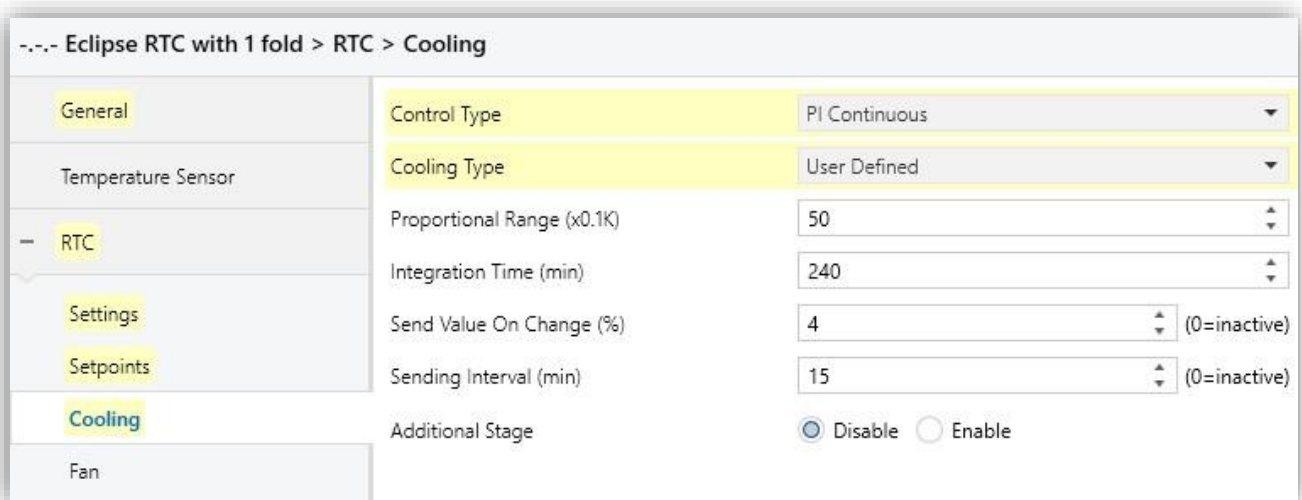 -.-.- Eclipse RTC with 1 fold > RTC > Cooling
General
Temperature Sensor
RTC
Settings
Setpoints
Cooling
Fan
Control Type PI Continuous
Cooling Type User Defined
Proportional Range (x0.1K) 50
Integration Time (min) 240
Send Value On Change (%) 4 (0=inactive)
Sending Interval (min) 15 (0=inactive)
Additional Stage Disable Enable